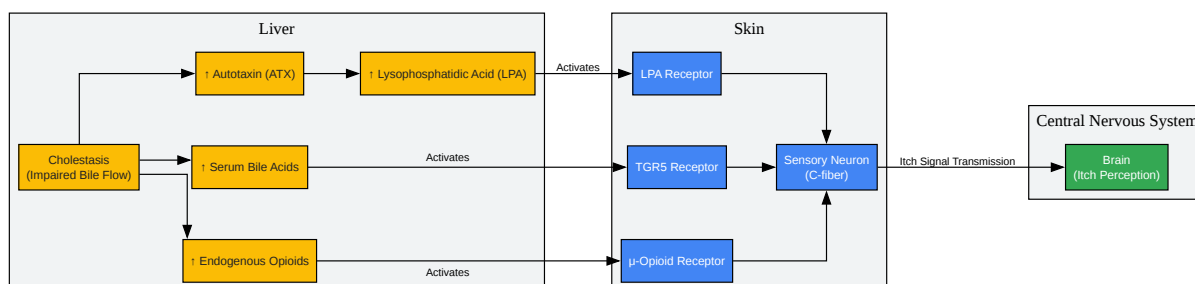 Liver
Skin
↑ Autotaxin (ATX)
↑ Lysophosphatidic Acid (LPA)
Activates
LPA Receptor
Central Nervous System
Cholestasis
(Impaired Bile Flow)
↑ Serum Bile Acids
Activates
TGR5 Receptor
Sensory Neuron
(C-fiber)
Itch Signal Transmission
Brain
(Itch Perception)
↑ Endogenous Opioids
Activates
μ-Opioid Receptor